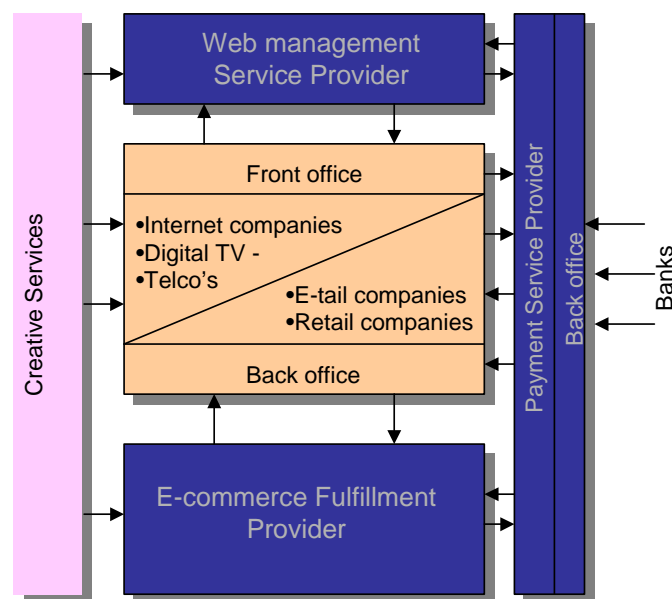 Web management
Service Provider
Front office
•Internet companies
•Digital TV -
•Telco's
•E-tail companies
•Retail companies
Back office
E-commerce Fulfillment
Provider
Creative Services
Payment Service Provider
Back office
Banks